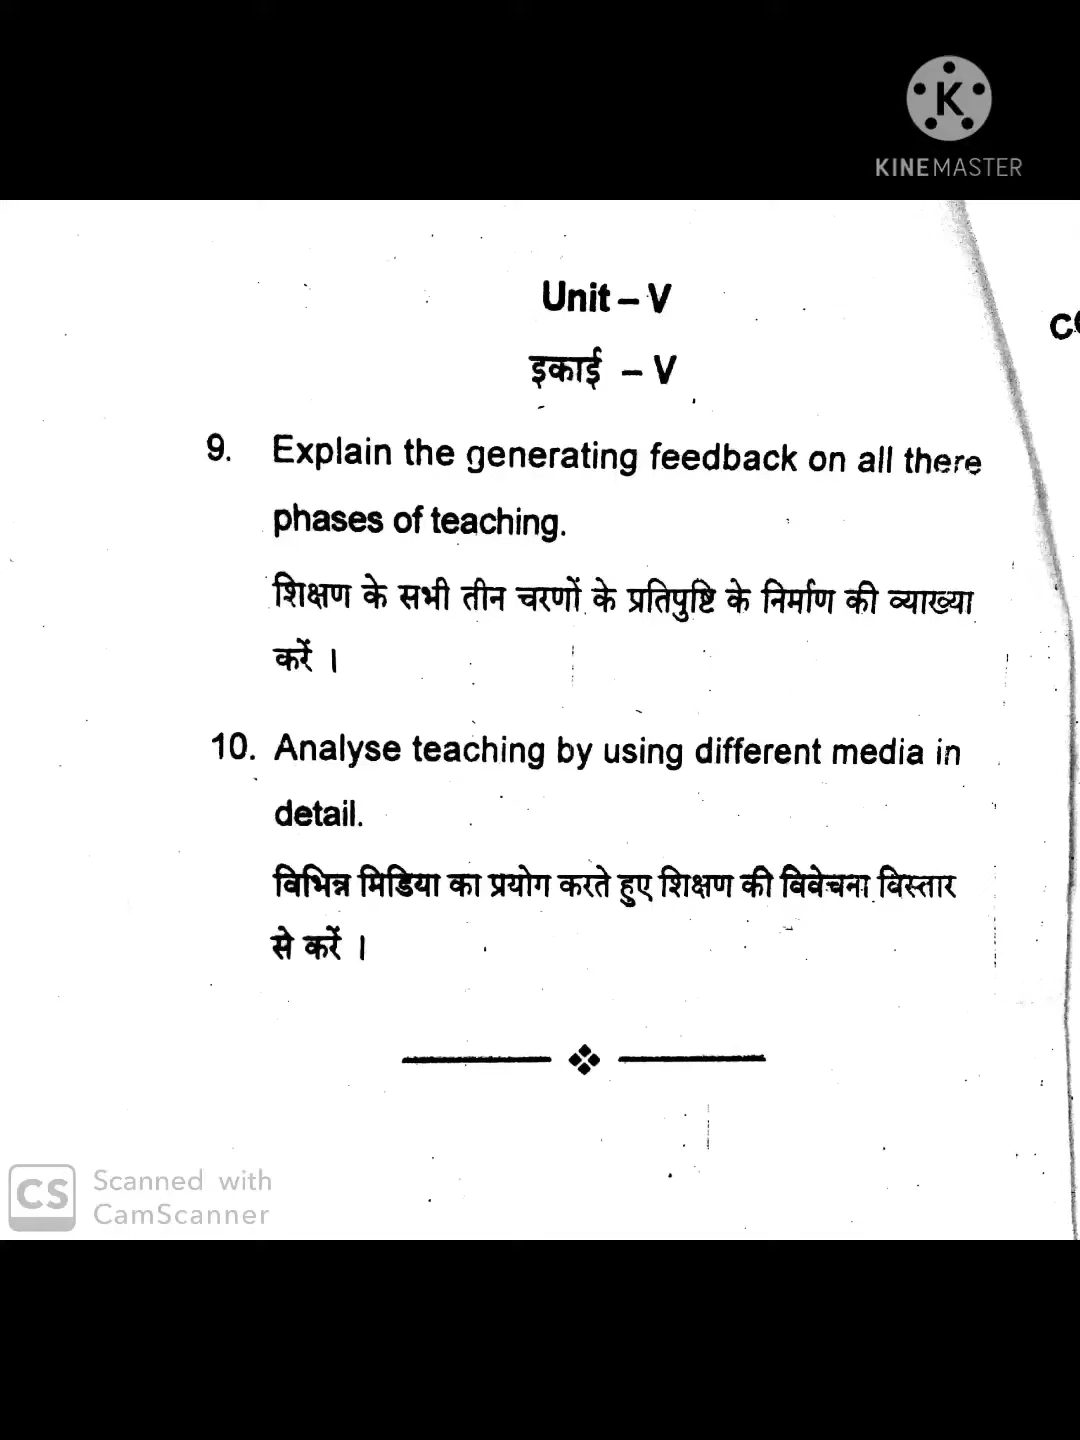 K
KINEMASTER
Unit – V
इकाई – V
9. Explain the generating feedback on all there
phases of teaching.
शिक्षण के सभी तीन चरणों के प्रतिपुष्टि के निर्माण की व्याख्या
करें ।
10. Analyse teaching by using different media in
detail.
विभिन्न मिडिया का प्रयोग करते हुए शिक्षण की विवेचना विस्तार
से करें ।
CS Scanned with
CamScanner